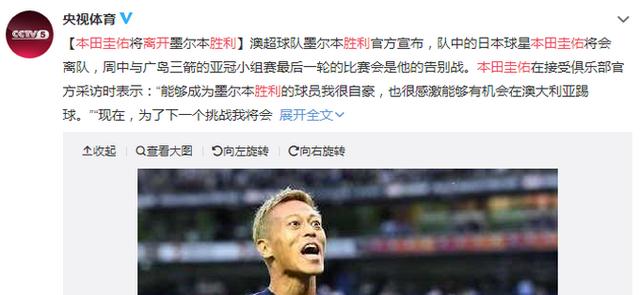 央视体育
CCTV5
【本田圭佑将离开墨尔本胜利】澳超球队墨尔本胜利官方宣布，队中的日本球星本田圭佑将会
离队，周中与广岛三箭的亚冠小组赛最后一轮的比赛会是他的告别战。本田圭佑在接受俱乐部官
方采访时表示：“能够成为墨尔本胜利的球员我很自豪，也很感激能够有机会在澳大利亚踢
球。”“现在，为了下一个挑战我将会 展开全文
收起 查看大图 向左旋转 向右旋转